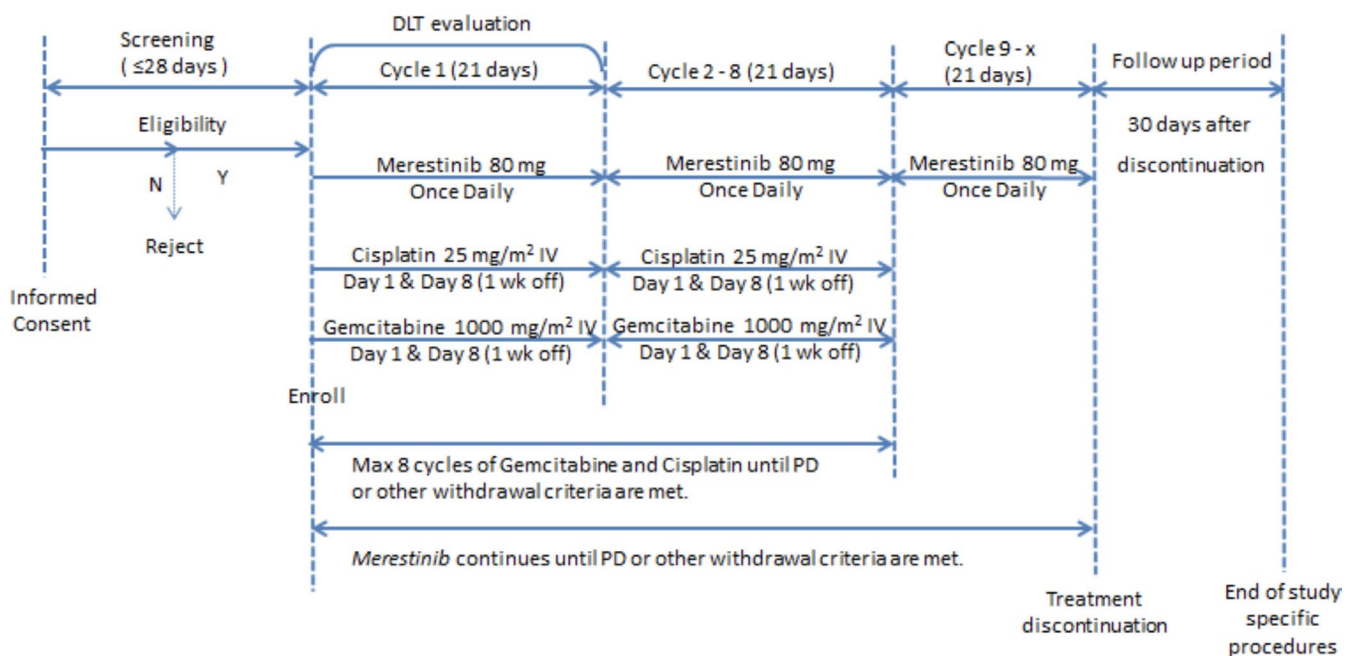 DLT evaluation
Screening
( ≤28 days )
Cycle 1 (21 days)
Cycle 2 - 8 (21 days)
Cycle 9 - x
(21 days)
Follow up period
Eligibility
N
Y
Reject
Merestinib 80 mg
Once Daily
Merestinib 80 mg
Once Daily
Merestinib 80 mg
Once Daily
30 days after
discontinuation
Cisplatin 25 mg/m² IV
Day 1 & Day 8 (1 wk off)
Cisplatin 25 mg/m² IV
Day 1 & Day 8 (1 wk off)
Informed
Consent
Gemcitabine 1000 mg/m² IV
Day 1 & Day 8 (1 wk off)
Gemcitabine 1000 mg/m² IV
Day 1 & Day 8 (1 wk off)
Enroll
Max 8 cycles of Gemcitabine and Cisplatin until PD
or other withdrawal criteria are met.
Merestinib continues until PD or other withdrawal criteria are met.
Treatment
discontinuation
End of study
specific
procedures